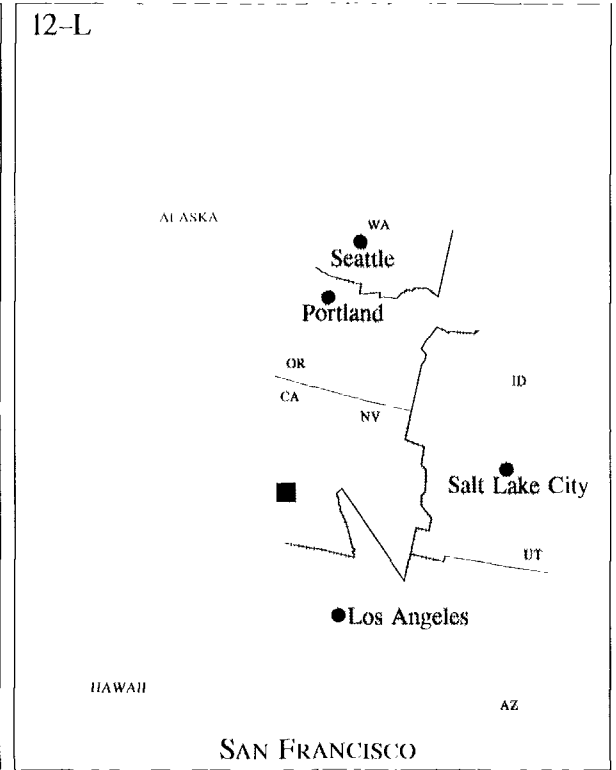 12–L
ALASKA
WA
Seattle
Portland
OR
CA
NV
ID
Salt Lake City
UT
Los Angeles
HAWAII
AZ
SAN FRANCISCO